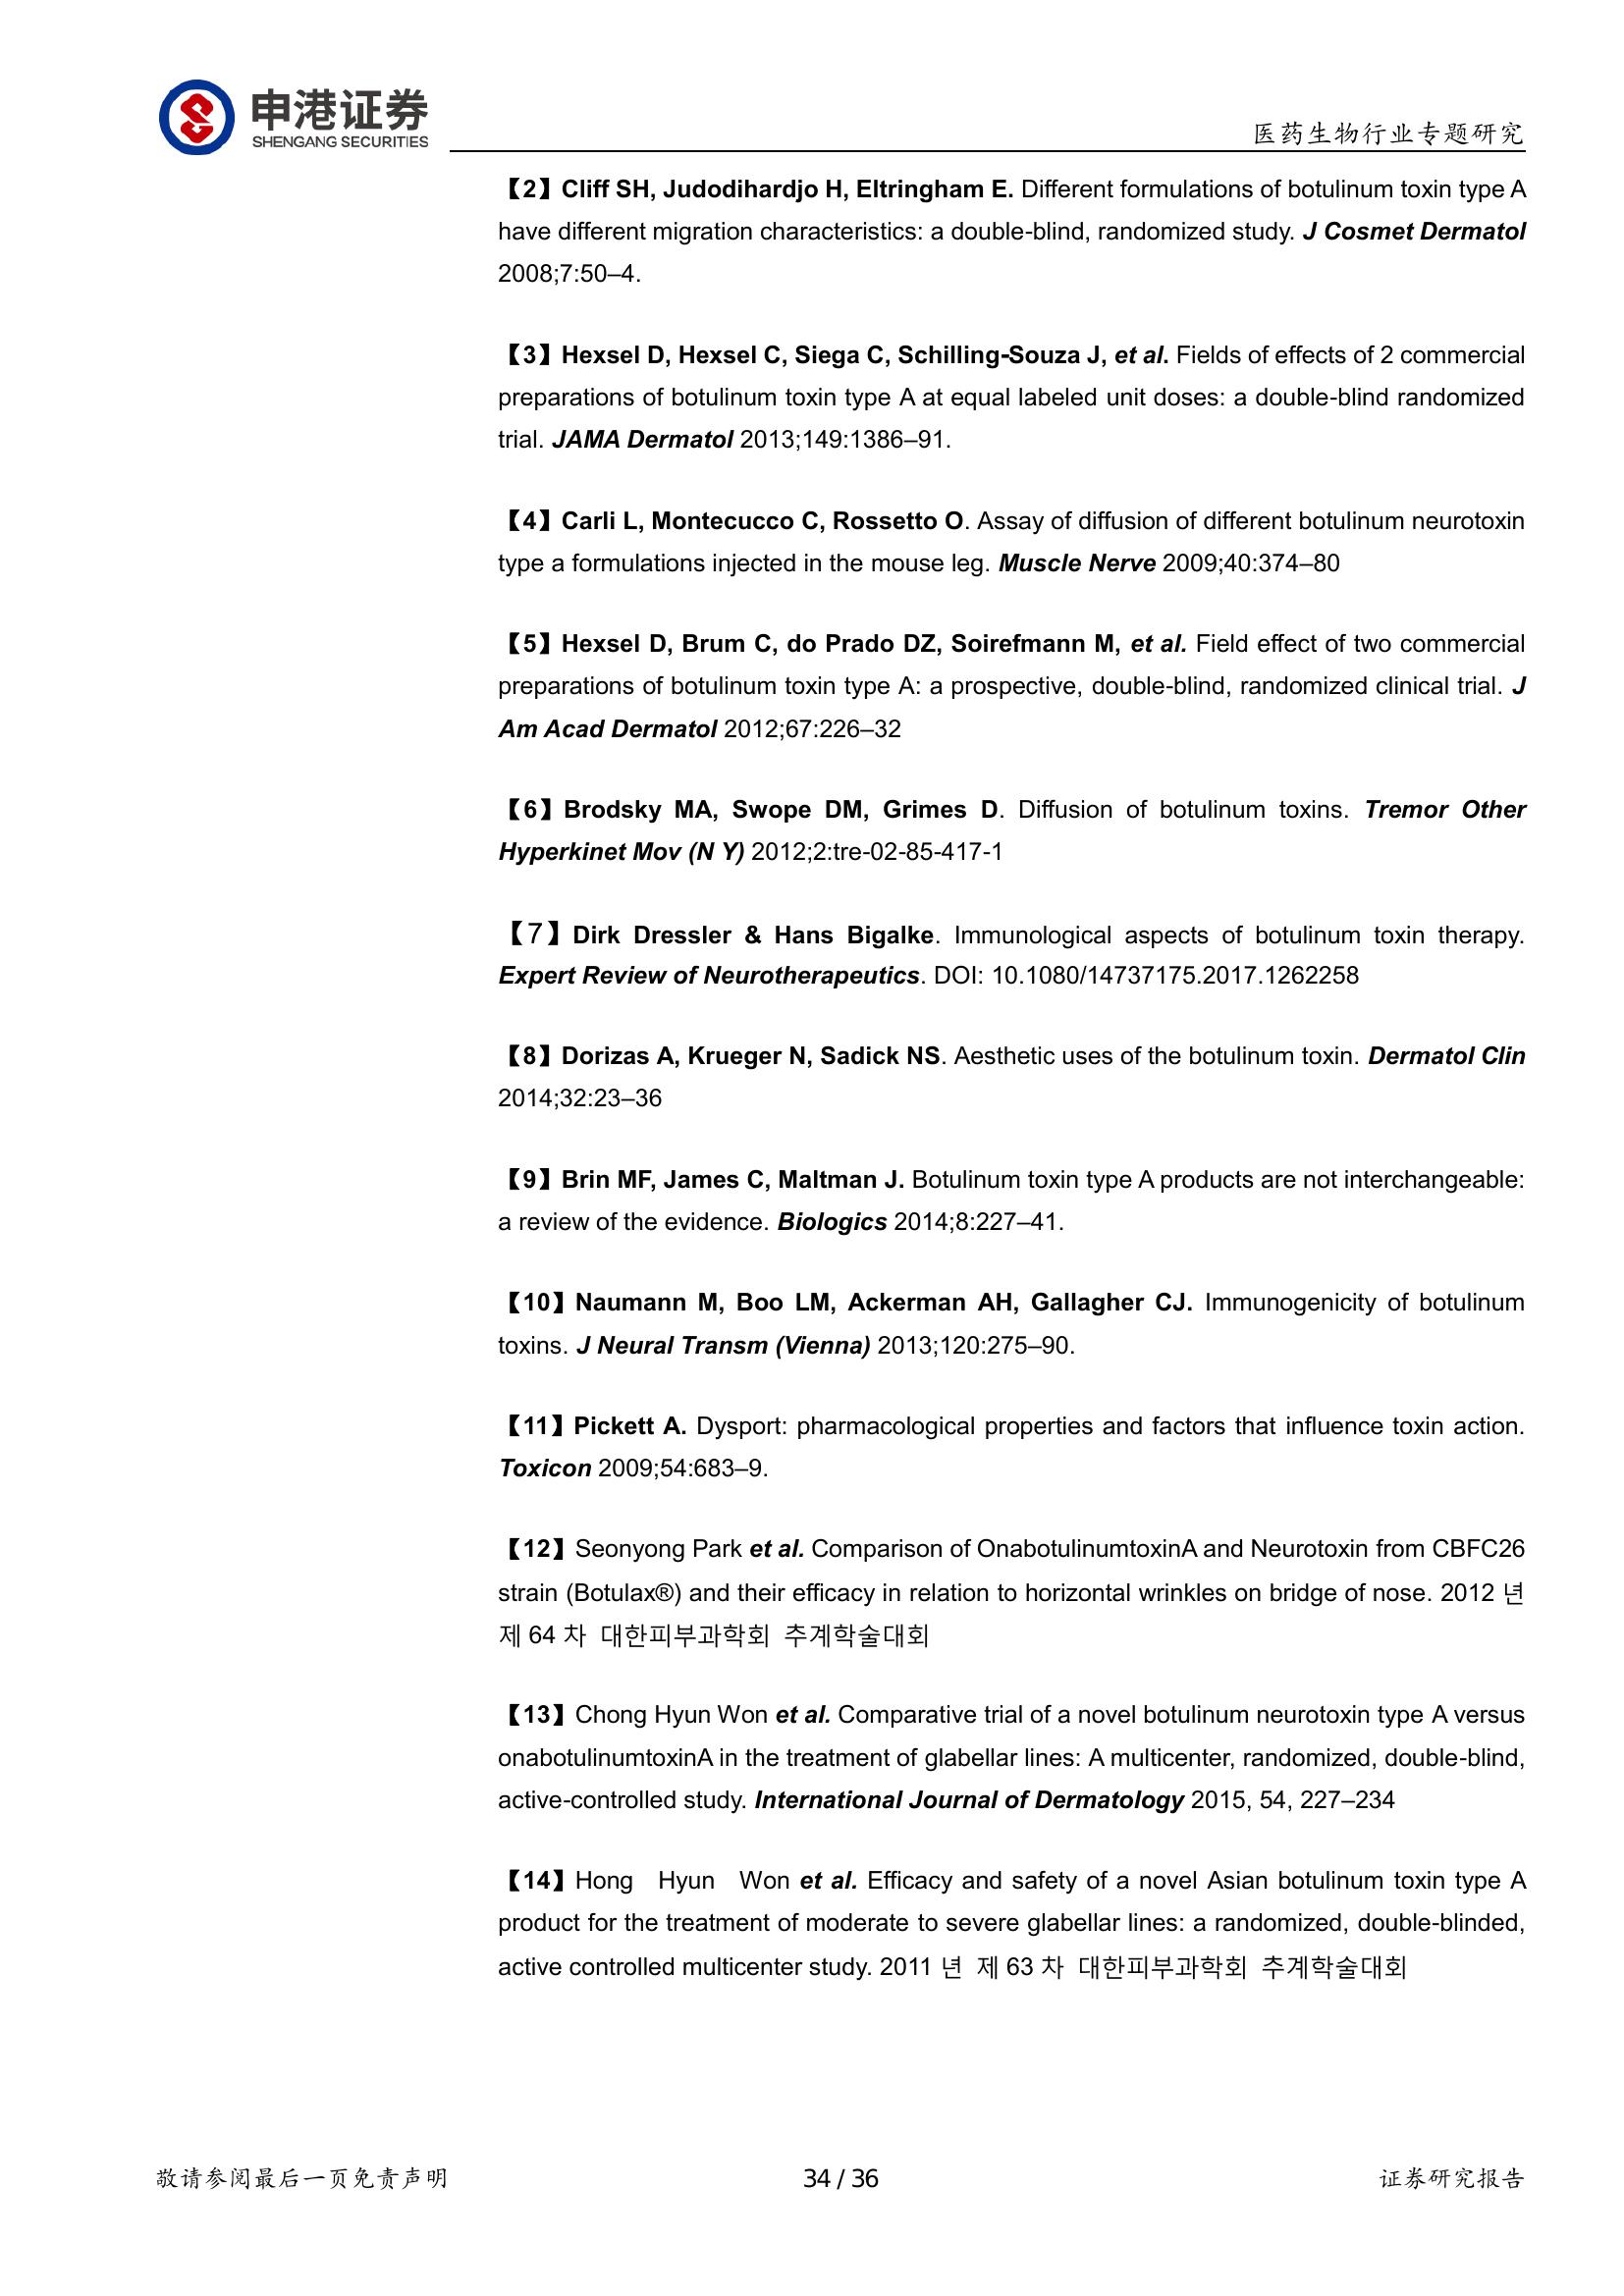 申港证券
SHENGANG SECURITIES
医药生物行业专题研究
【2】Cliff SH, Judodihardjo H, Eltringham E. Different formulations of botulinum toxin type A
have different migration characteristics: a double-blind, randomized study. J Cosmet Dermatol
2008;7:50–4.
【3】Hexsel D, Hexsel C, Siega C, Schilling-Souza J, et al. Fields of effects of 2 commercial
preparations of botulinum toxin type A at equal labeled unit doses: a double-blind randomized
trial. JAMA Dermatol 2013;149:1386–91.
【4】Carli L, Montecucco C, Rossetto O. Assay of diffusion of different botulinum neurotoxin
type a formulations injected in the mouse leg. Muscle Nerve 2009;40:374–80
【5】Hexsel D, Brum C, do Prado DZ, Soirefmann M, et al. Field effect of two commercial
preparations of botulinum toxin type A: a prospective, double-blind, randomized clinical trial. J
Am Acad Dermatol 2012;67:226–32
【6】Brodsky MA, Swope DM, Grimes D. Diffusion of botulinum toxins. Tremor Other
Hyperkinet Mov (N Y) 2012;2:tre-02-85-417-1
【7】Dirk Dressler & Hans Bigalke. Immunological aspects of botulinum toxin therapy.
Expert Review of Neurotherapeutics. DOI: 10.1080/14737175.2017.1262258
【8】Dorizas A, Krueger N, Sadick NS. Aesthetic uses of the botulinum toxin. Dermatol Clin
2014;32:23–36
【9】Brin MF, James C, Maltman J. Botulinum toxin type A products are not interchangeable:
a review of the evidence. Biologics 2014;8:227–41.
【10】Naumann M, Boo LM, Ackerman AH, Gallagher CJ. Immunogenicity of botulinum
toxins. J Neural Transm (Vienna) 2013;120:275–90.
【11】Pickett A. Dysport: pharmacological properties and factors that influence toxin action.
Toxicon 2009;54:683–9.
【12】Seonyong Park et al. Comparison of OnabotulinumtoxinA and Neurotoxin from CBFC26
strain (Botulax®) and their efficacy in relation to horizontal wrinkles on bridge of nose. 2012 년
제 64 차 대한피부과학회 추계학술대회
【13】Chong Hyun Won et al. Comparative trial of a novel botulinum neurotoxin type A versus
onabotulinumtoxinA in the treatment of glabellar lines: A multicenter, randomized, double-blind,
active-controlled study. International Journal of Dermatology 2015, 54, 227–234
【14】Hong Hyun Won et al. Efficacy and safety of a novel Asian botulinum toxin type A
product for the treatment of moderate to severe glabellar lines: a randomized, double-blinded,
active controlled multicenter study. 2011 년 제 63 차 대한피부과학회 추계학술대회
敬请参阅最后一页免责声明
34 / 36
证券研究报告